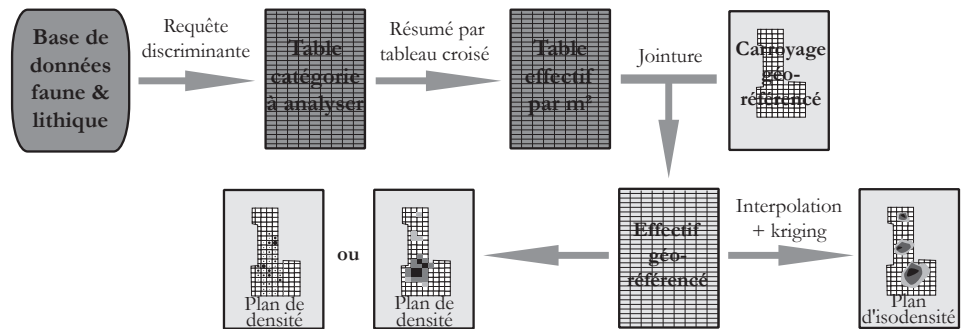 Base de
données
faune &
lithique
Requête
discriminante
Table
catégorie
à analyser
Résumé par
tableau croisé
Table
effectif
par m²
Jointure
Carroyage
géo-
référencé
Plan de
densité
ou
Plan de
densité
Effectif
géo-
référencé
Interpolation
+ kriging
Plan
d'isodensité